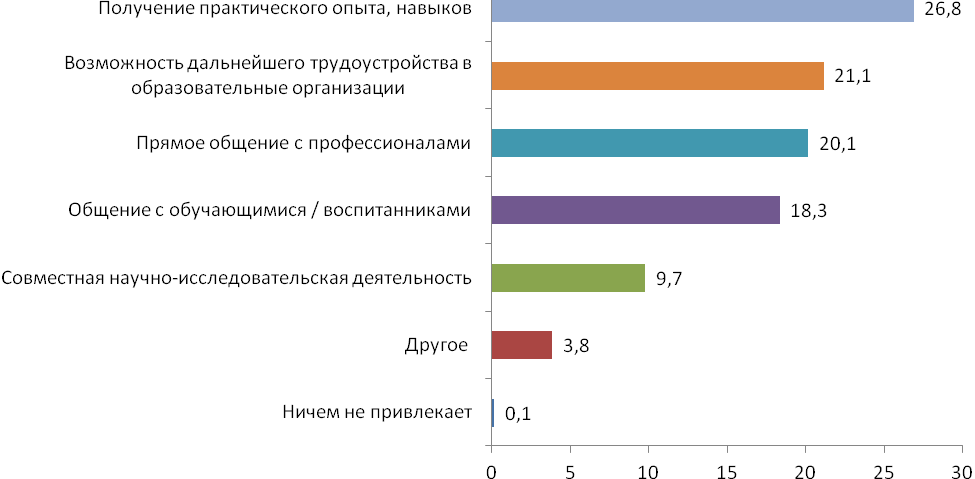 Получение практического опыта, навыков
26,8
Возможность дальнейшего трудоустройства в
образовательные организации
21,1
Прямое общение с профессионалами
20,1
Общение с обучающимися / воспитанниками
18,3
Совместная научно-исследовательская деятельность
9,7
Другое
3,8
Ничем не привлекает
0,1
0 5 10 15 20 25 30